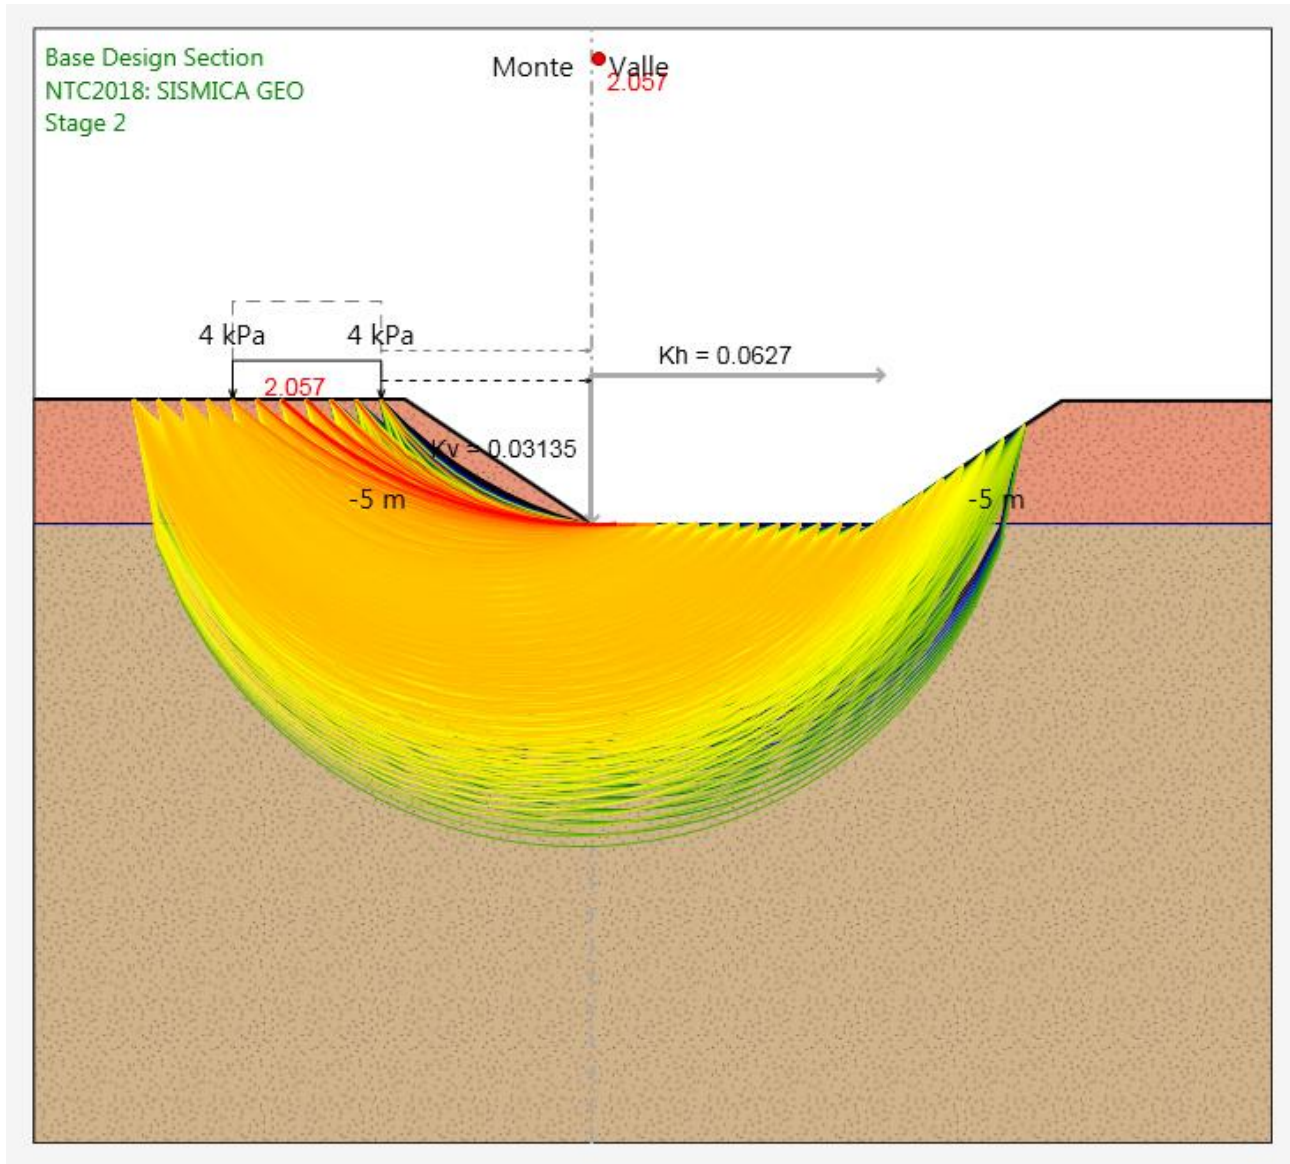 Base Design Section
NTC2018: SISMICA GEO
Stage 2
Monte Valle
2.057
4 kPa 4 kPa
Kh = 0.0627
2.057
Kv = 0.03135
-5 m -5 m